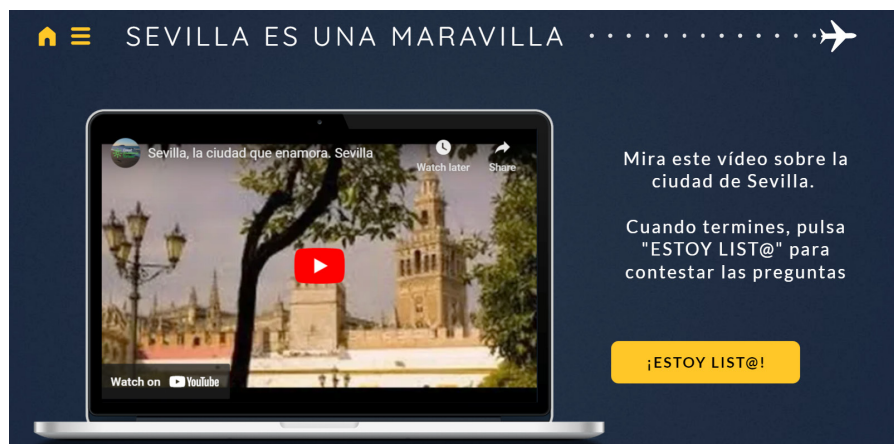 SEVILLA ES UNA MARAVILLA
Sevilla, la ciudad que enamora. Sevilla
Watch later
Share
Watch on YouTube
Mira este vídeo sobre la
ciudad de Sevilla.
Cuando termines, pulsa
"ESTOY LIST@" para
contestar las preguntas
¡ESTOY LIST@!